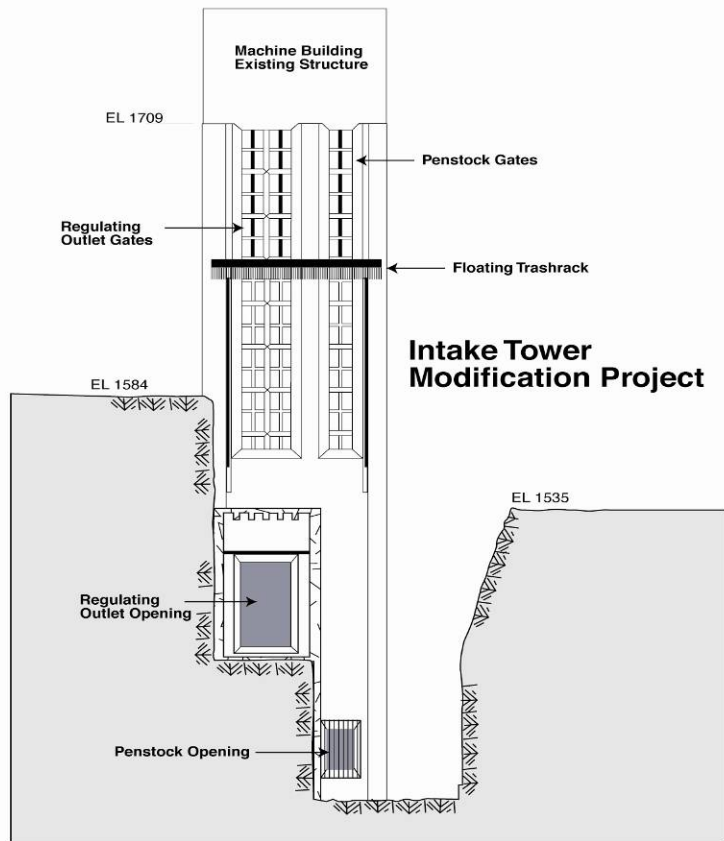 Machine Building
Existing Structure
EL 1709
Penstock Gates
Regulating
Outlet Gates
Floating Trashrack
Intake Tower
Modification Project
EL 1584
EL 1535
Regulating
Outlet Opening
Penstock Opening